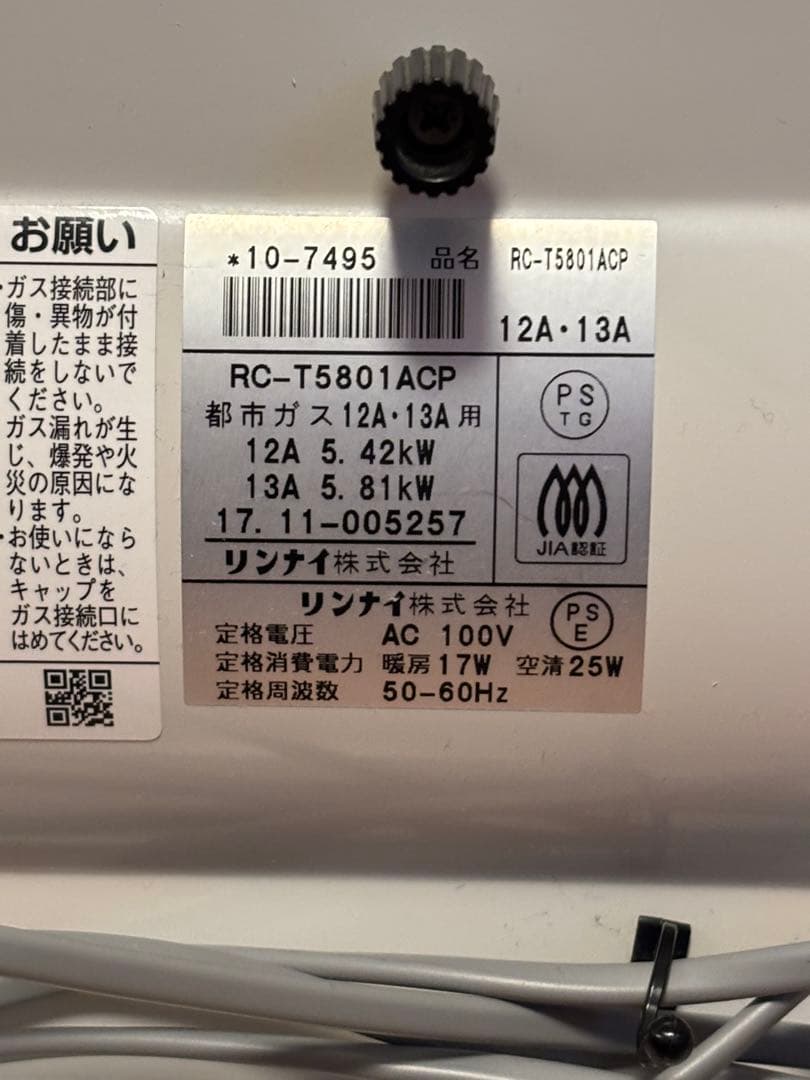 お願い
・ガス接続部に
傷・異物が付
着したまま接
続をしないで
ください。
ガス漏れが生
じ、爆発や火
災の原因にな
ります。
・お使いになら
ないときは、
キャップを
ガス接続口に
はめてください。
*10-7495 品名 RC-T5801ACP
12A・13A
RC-T5801ACP
都市ガス12A・13A用
12A 5.42kW
13A 5.81kW
17.11-005257
リンナイ株式会社
PS
TG
JIA認証
リンナイ株式会社
PS
E
定格電圧 AC 100V
定格消費電力 暖房17W 空清25W
定格周波数 50-60Hz